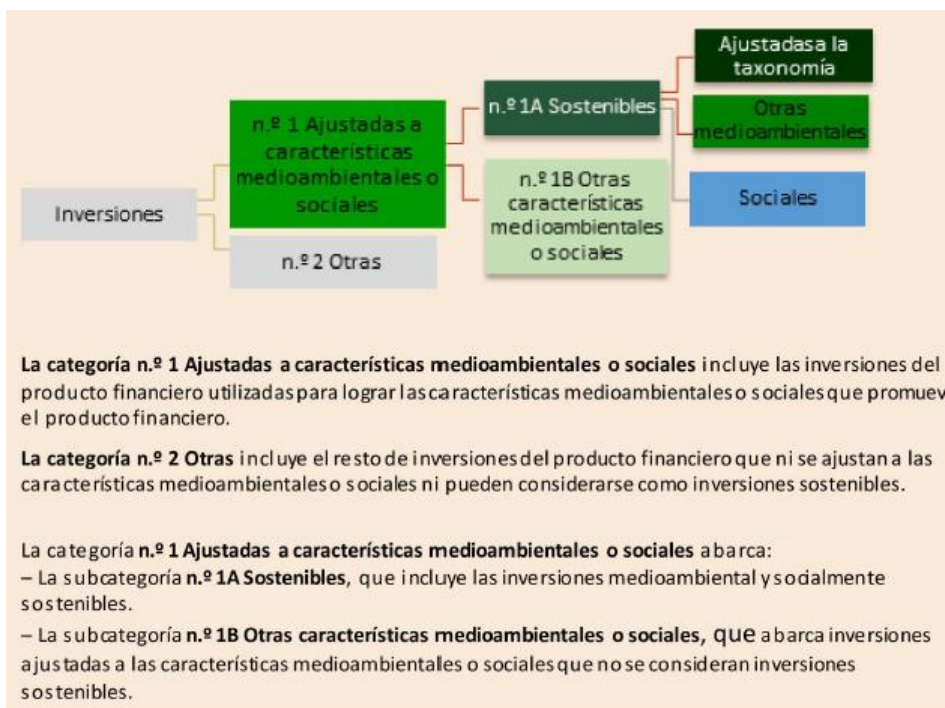 Ajustadasa la
taxonomía
n.º 1A Sostenibles
Otras
medioambientales
n.º 1 Ajustadas a
características
medioambientales o
sociales
n.º 1B Otras
características
medioambientales
o sociales
Sociales
Inversiones
n.º 2 Otras
La categoría n.º 1 Ajustadas a características medioambientales o sociales incluye las inversiones del
producto financiero utilizadas para lograr las características medioambientales o sociales que promuev
el producto financiero.
La categoría n.º 2 Otras incluye el resto de inversiones del producto financiero que ni se ajustan a las
características medioambientales o sociales ni pueden considerarse como inversiones sostenibles.
La categoría n.º 1 Ajustadas a características medioambientales o sociales abarca:
– La subcategoría n.º 1A Sostenibles, que incluye las inversiones medioambiental y socialmente
sostenibles.
– La subcategoría n.º 1B Otras características medioambientales o sociales, que abarca inversiones
ajustadas a las características medioambientales o sociales que no se consideran inversiones
sostenibles.